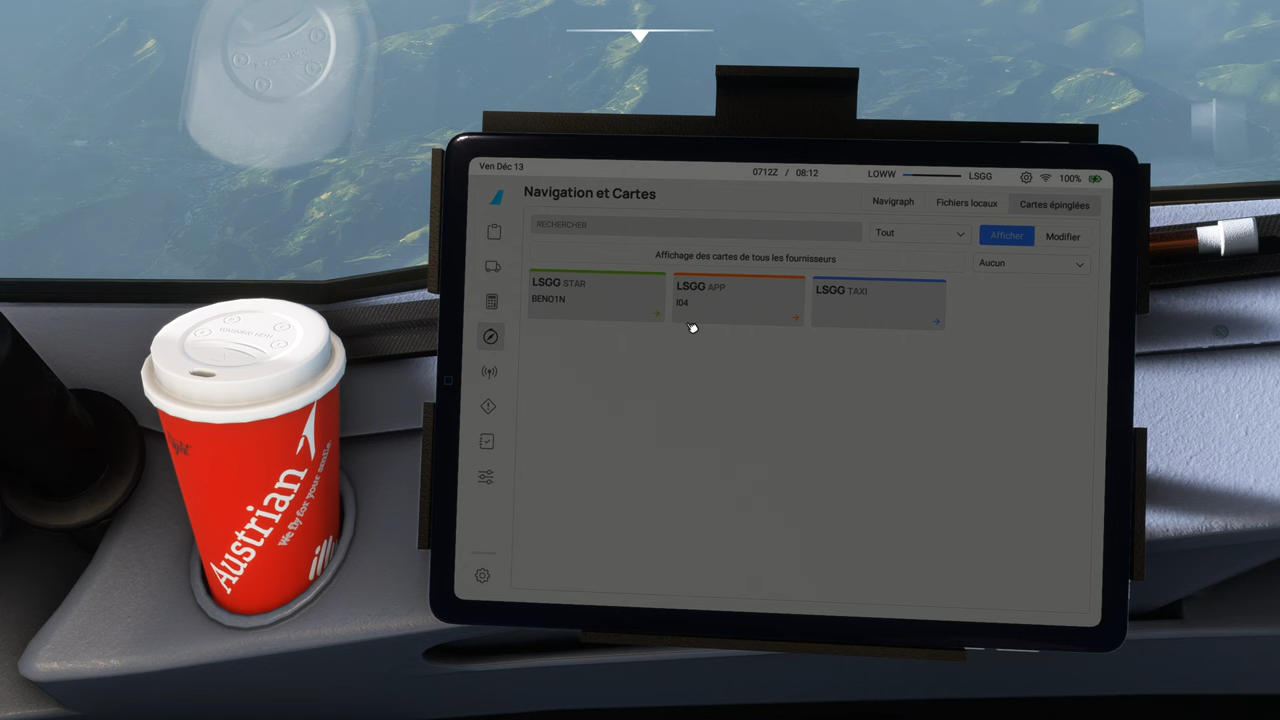 Ven Déc 13
0712Z / 08:12
LOWW
LSGG
100%
Navigation et Cartes
Navigraph
Fichiers locaux
Cartes épinglées
RECHERCHER
Tout
Afficher
Modifier
Affichage des cartes de tous les fournisseurs
Aucun
LSGG STAR
BENO1N
LSGG APP
I04
LSGG TAXI
Austrian
We fly for your smile.